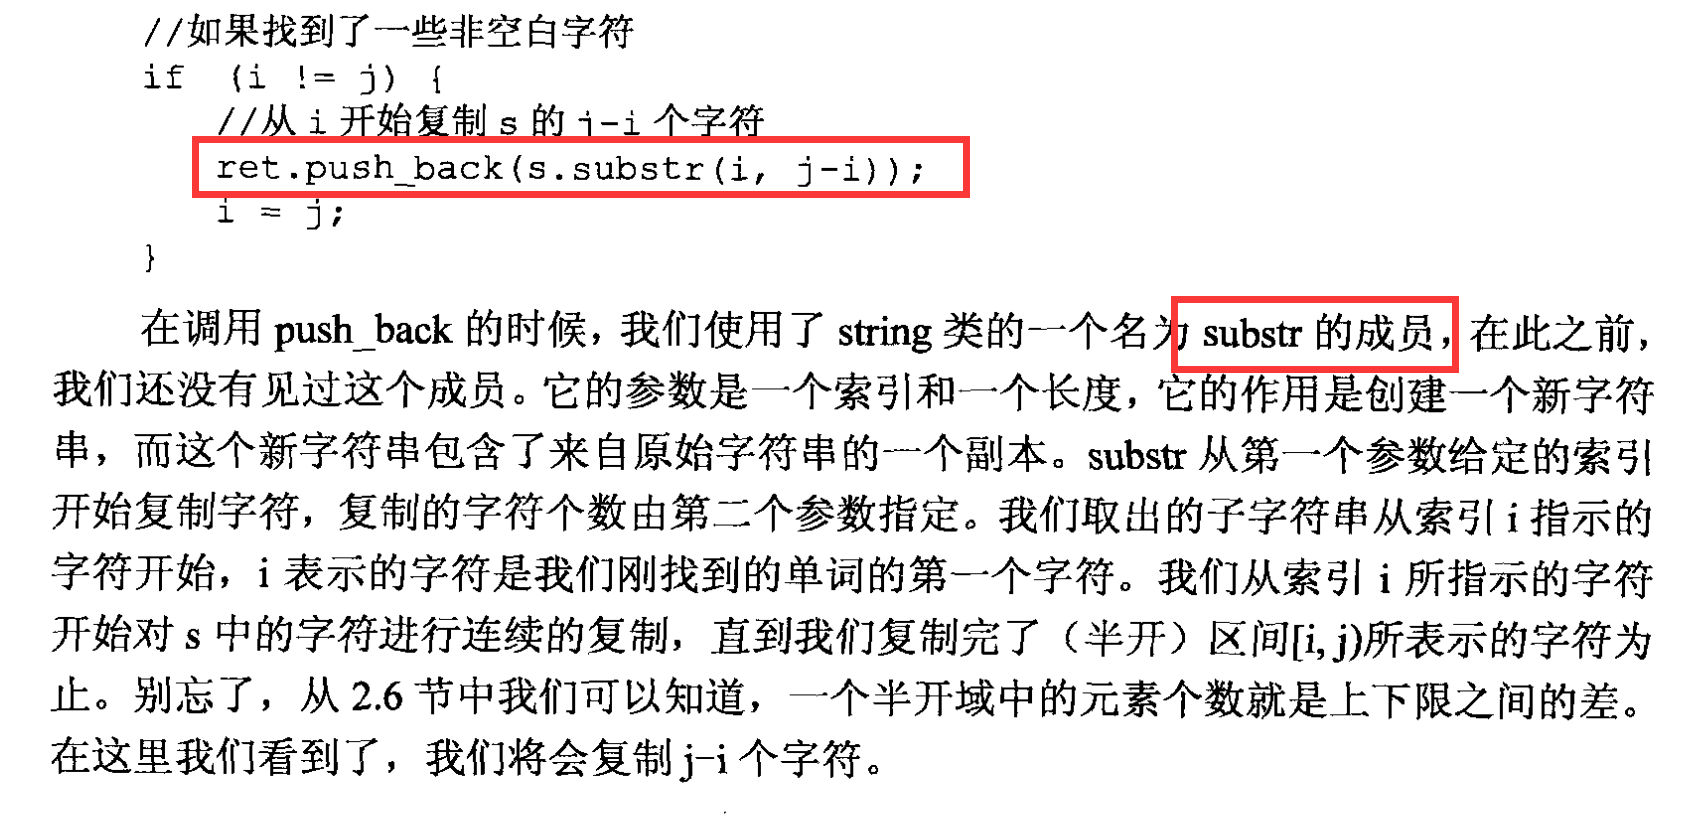 //如果找到了一些非空白字符
if (i != j) {
//从 i 开始复制 s 的 j-i 个字符
ret.push_back(s.substr(i, j-i));
i = j;
}
在调用 push_back 的时候，我们使用了 string 类的一个名为 substr 的成员，在此之前，
我们还没有见过这个成员。它的参数是一个索引和一个长度，它的作用是创建一个新字符
串，而这个新字符串包含了来自原始字符串的一个副本。substr 从第一个参数给定的索引
开始复制字符，复制的字符个数由第二个参数指定。我们取出的子字符串从索引 i 指示的
字符开始，i 表示的字符是我们刚找到的单词的第一个字符。我们从索引 i 所指示的字符
开始对 s 中的字符进行连续的复制，直到我们复制完了（半开）区间[i, j)所表示的字符为
止。别忘了，从 2.6 节中我们可以知道，一个半开域中的元素个数就是上下限之间的差。
在这里我们看到了，我们将会复制 j-i 个字符。